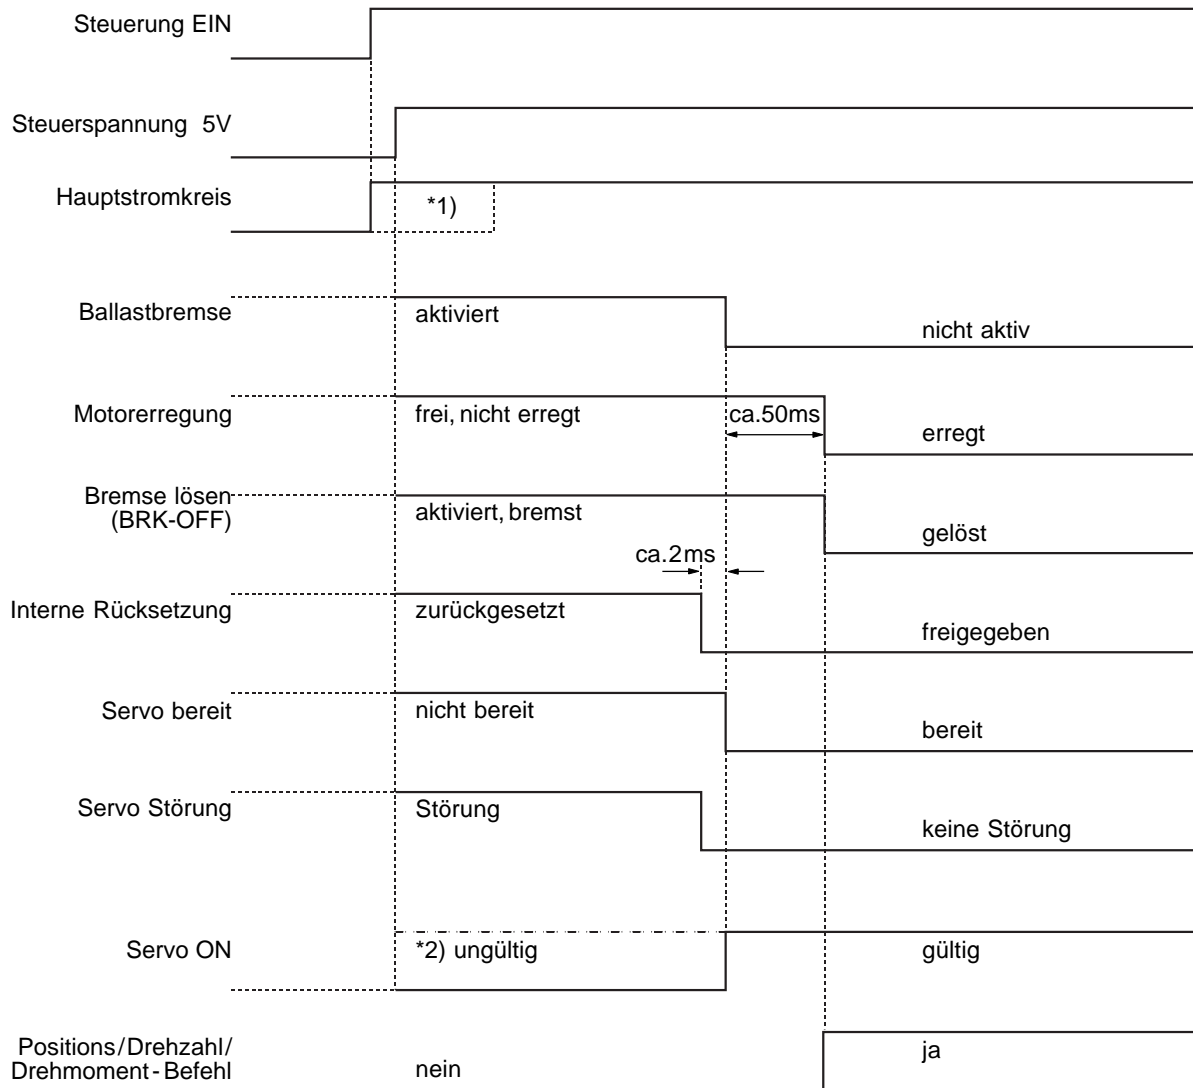 Steuerung EIN
Steuerspannung 5V
Hauptstromkreis
*1)
Ballastbremse
aktiviert
nicht aktiv
Motorerregung
frei, nicht erregt
ca.50ms
erregt
Bremse lösen
(BRK-OFF)
aktiviert, bremst
gelöst
ca.2ms
Interne Rücksetzung
zurückgesetzt
freigegeben
Servo bereit
nicht bereit
bereit
Servo Störung
Störung
keine Störung
Servo ON
*2) ungültig
gültig
Positions/Drehzahl/
Drehmoment-Befehl
nein
ja